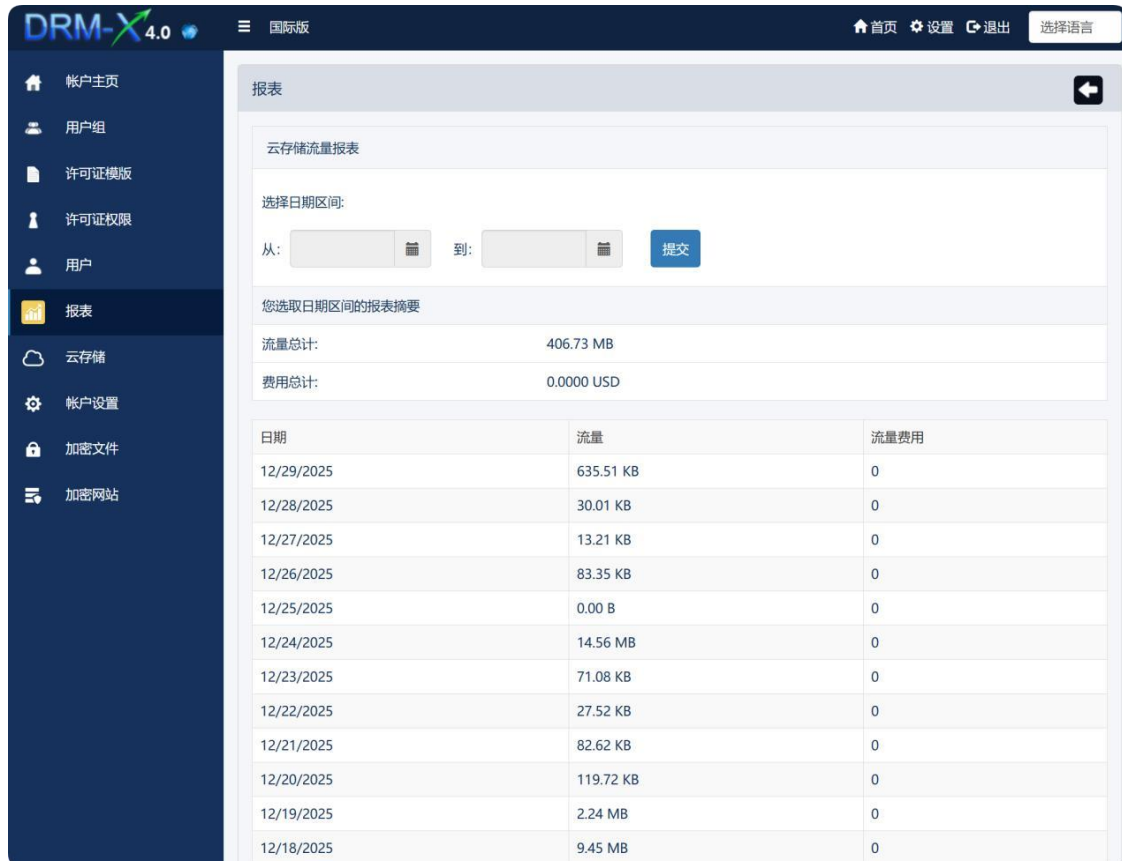 DRM-X 4.0
国际版
首页 设置 退出 选择语言
帐户主页
用户组
许可证模版
许可证权限
用户
报表
云存储
帐户设置
加密文件
加密网站
报表
云存储流量报表
选择日期区间:
从: 到: 提交
您选取日期区间的报表摘要
流量总计: 406.73 MB
费用总计: 0.0000 USD
日期 流量 流量费用
12/29/2025 635.51 KB 0
12/28/2025 30.01 KB 0
12/27/2025 13.21 KB 0
12/26/2025 83.35 KB 0
12/25/2025 0.00 B 0
12/24/2025 14.56 MB 0
12/23/2025 71.08 KB 0
12/22/2025 27.52 KB 0
12/21/2025 82.62 KB 0
12/20/2025 119.72 KB 0
12/19/2025 2.24 MB 0
12/18/2025 9.45 MB 0